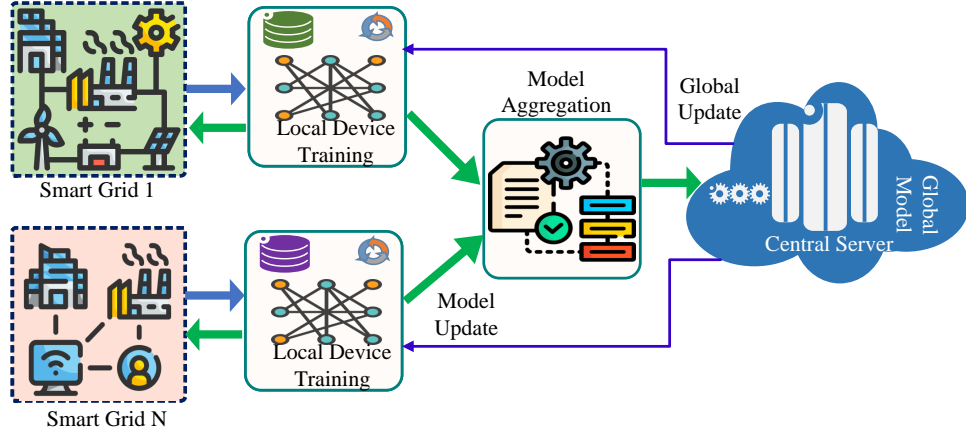 Smart Grid 1
Local Device
Training
Model
Aggregation
Global
Update
Central Server
Global
Model
Smart Grid N
Local Device
Training
Model
Update